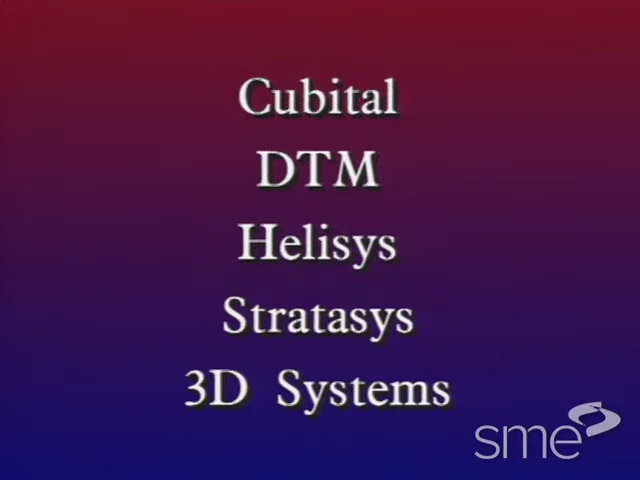 Cubital
DTM
Helisys
Stratasys
3D Systems
sme